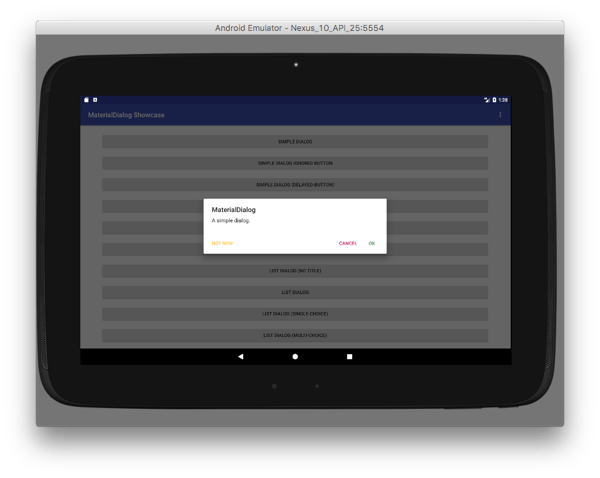 Android Emulator - Nexus_10_API_25:5554
1:28
MaterialDialog Showcase
SIMPLE DIALOG
SIMPLE DIALOG IGNORED BUTTON
SIMPLE DIALOG (DELAYED-BUTTON)
MaterialDialog
A simple dialog.
NOT NOW
CANCEL
OK
LIST DIALOG (NO TITLE)
LIST DIALOG
LIST DIALOG (SINGLE-CHOICE)
LIST DIALOG (MULTI-CHOICE)